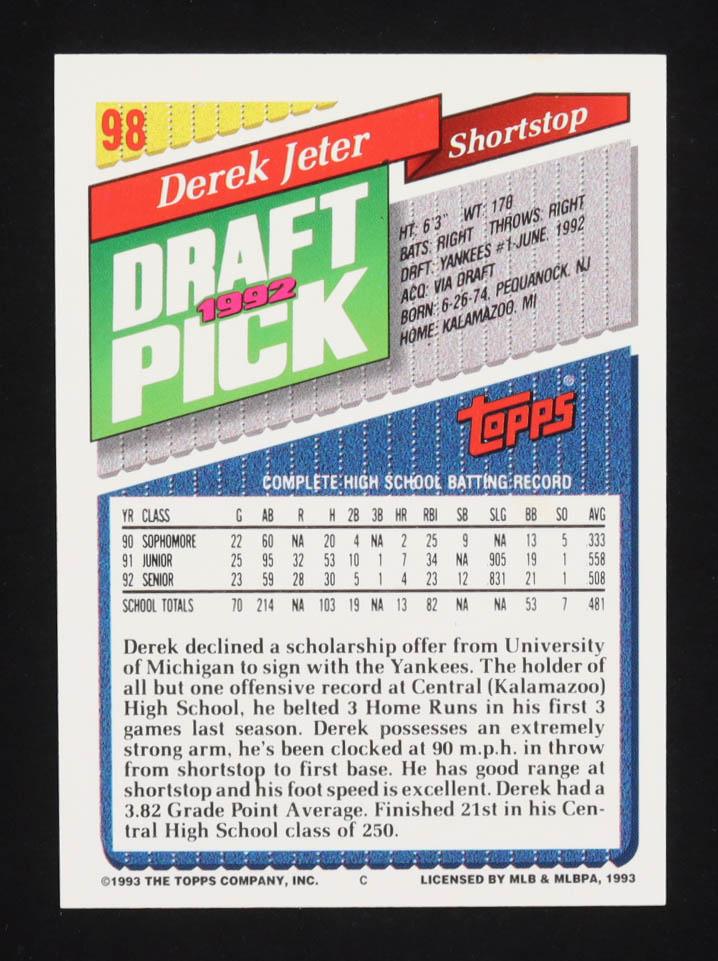 98
Derek Jeter
Shortstop
DRAFT
1992
PICK
HT: 6'3" WT: 178
BATS: RIGHT THROWS: RIGHT
DRFT: YANKEES #1-JUNE, 1992
ACQ: VIA DRAFT
BORN: 6-26-74, PEQUANOCK, NJ
HOME: KALAMAZOO, MI
TOPPS®
COMPLETE HIGH SCHOOL BATTING RECORD
YR CLASS G AB R H 2B 3B HR RBI SB SLG BB SO AVG
90 SOPHOMORE 22 60 NA 20 4 NA 2 25 9 NA 13 5 .333
91 JUNIOR 25 95 32 53 10 1 7 34 NA .905 19 1 .558
92 SENIOR 23 59 28 30 5 1 4 23 12 .831 21 1 .508
SCHOOL TOTALS 70 214 NA 103 19 NA 13 82 NA NA 53 7 .481
Derek declined a scholarship offer from University
of Michigan to sign with the Yankees. The holder of
all but one offensive record at Central (Kalamazoo)
High School, he belted 3 Home Runs in his first 3
games last season. Derek possesses an extremely
strong arm, he's been clocked at 90 m.p.h. in throw
from shortstop to first base. He has good range at
shortstop and his foot speed is excellent. Derek had a
3.82 Grade Point Average. Finished 21st in his Cen-
tral High School class of 250.
©1993 THE TOPPS COMPANY, INC. C LICENSED BY MLB & MLBPA, 1993